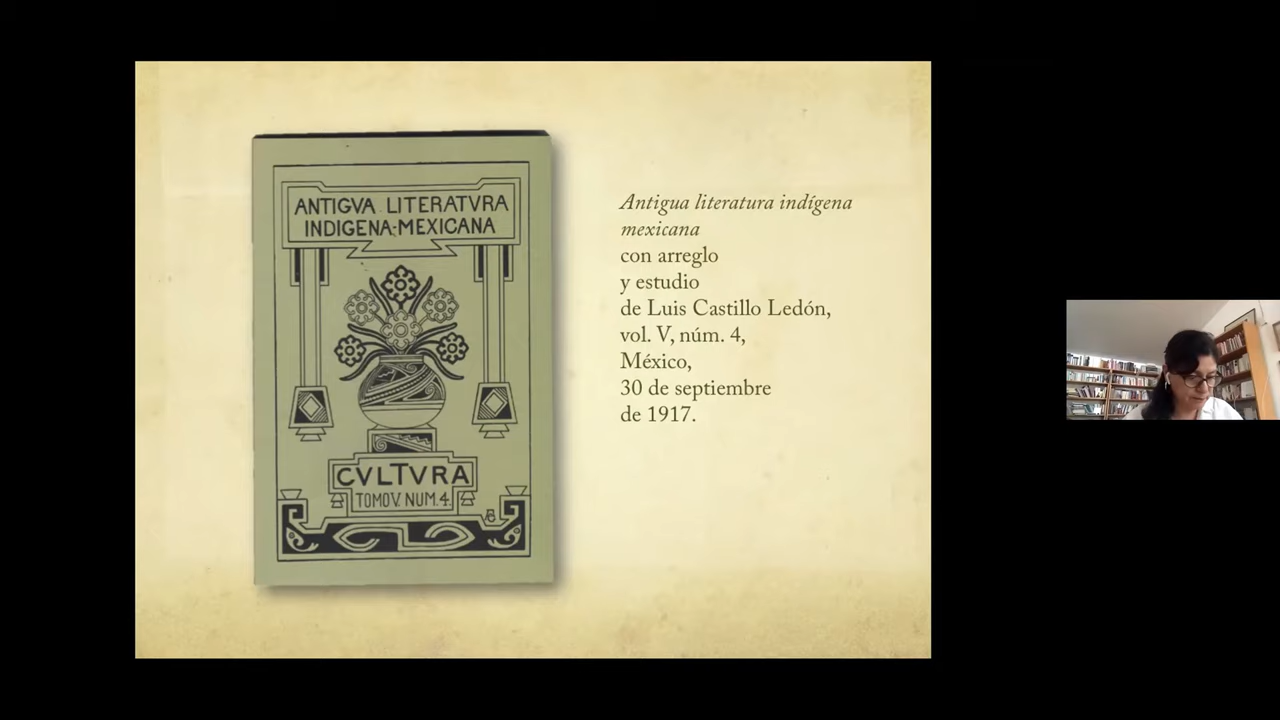 ANTIGVA LITERATVRA
INDIGENA-MEXICANA
CVLTVRA
TOMO V. NUM. 4.
Antigua literatura indígena
mexicana
con arreglo
y estudio
de Luis Castillo Ledón,
vol. V, núm. 4,
México,
30 de septiembre
de 1917.